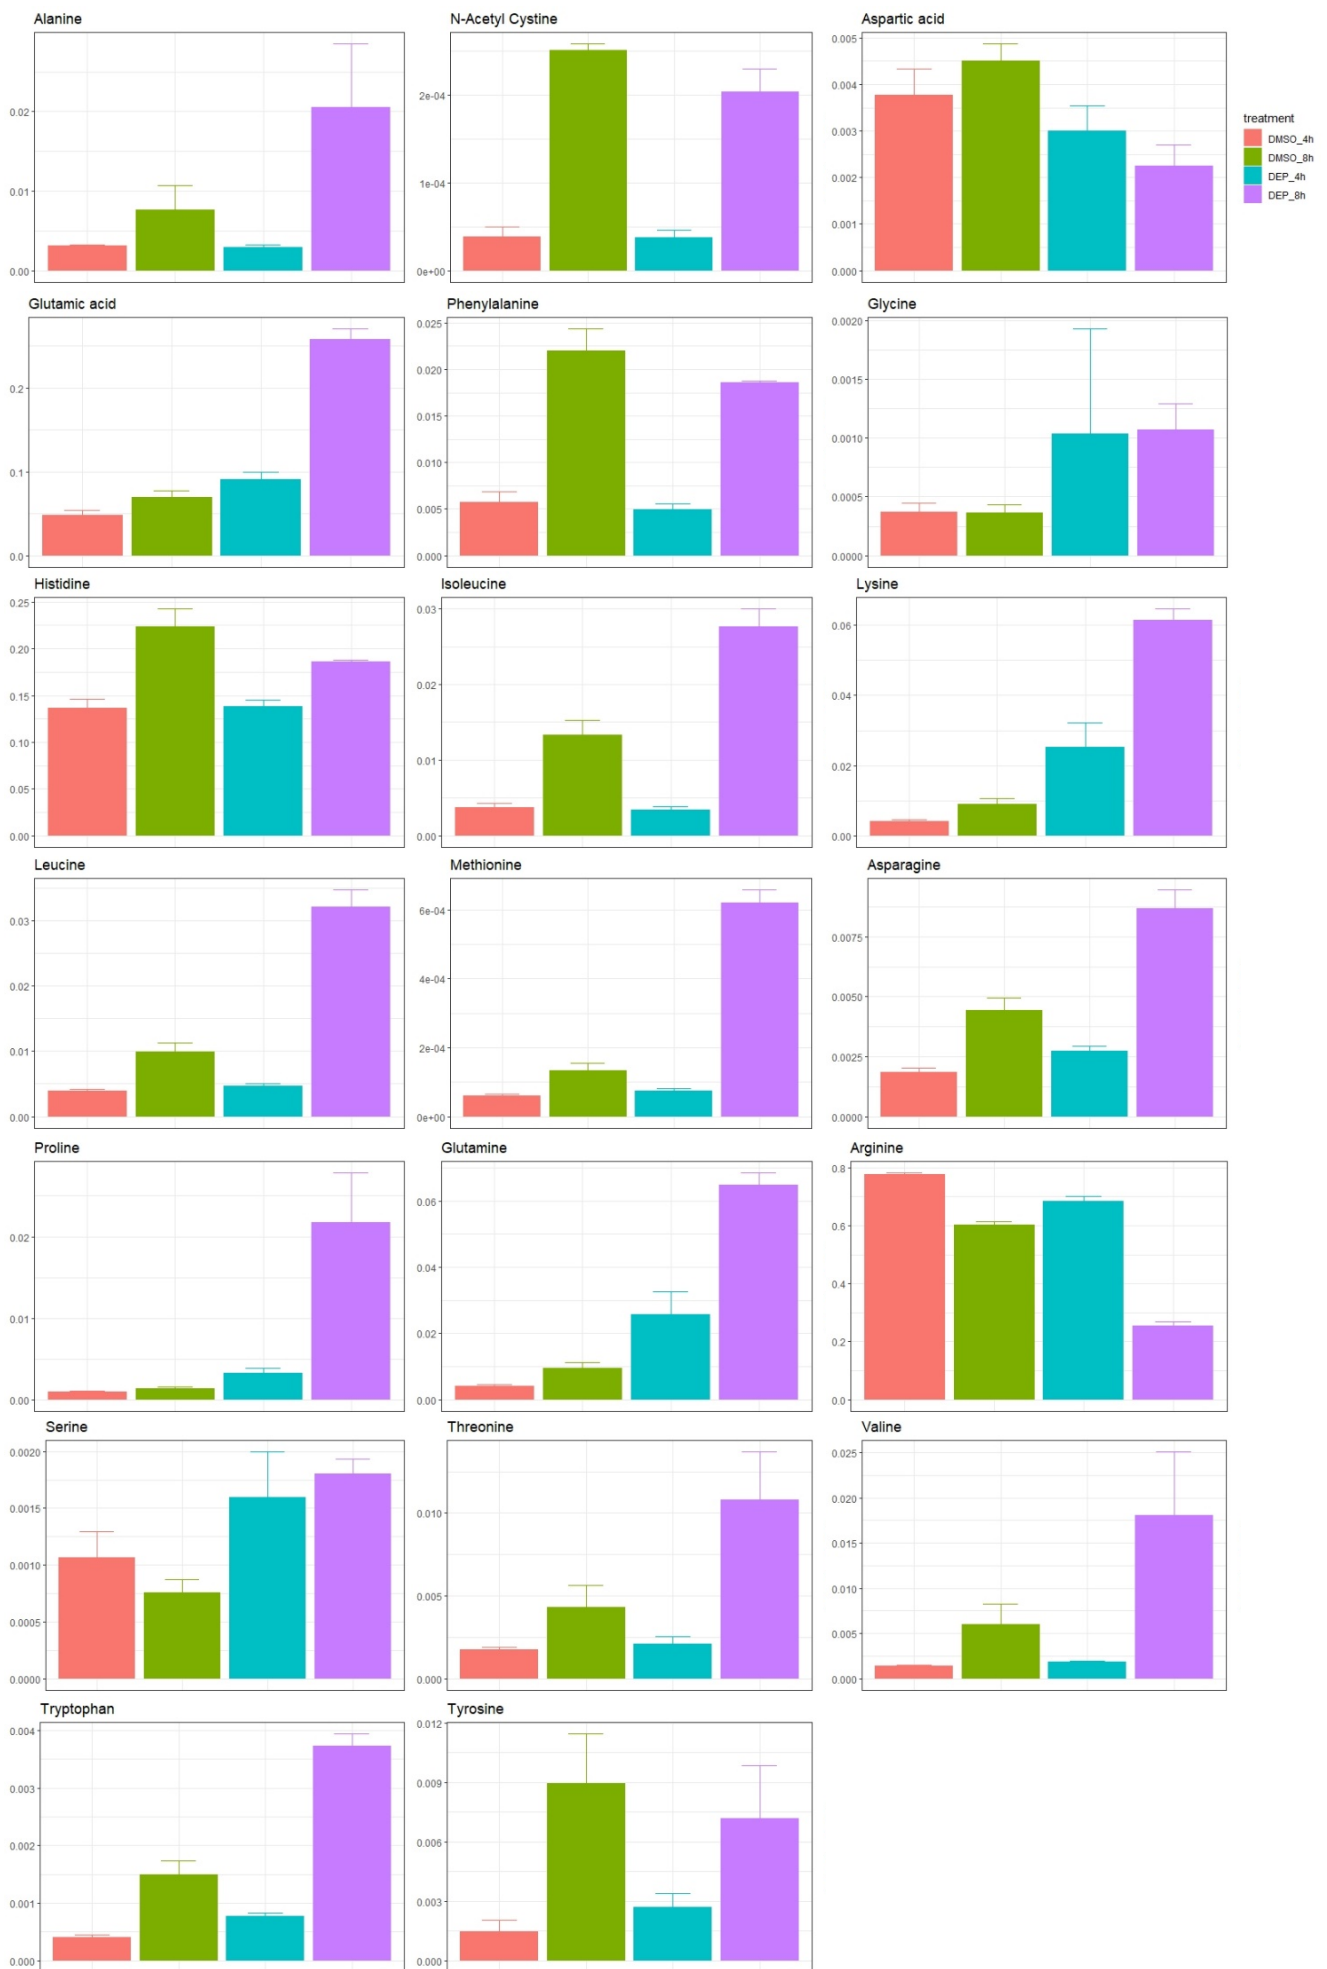 Alanine
N-Acetyl Cystine
Aspartic acid
0.02
0.01
0.00
2e-04
1e-04
0e+00
0.005
0.004
0.003
0.002
0.001
0.000
treatment
DMSO_4h
DMSO_8h
DEP_4h
DEP_8h
Glutamic acid
Phenylalanine
Glycine
0.2
0.1
0.0
0.025
0.020
0.015
0.010
0.005
0.000
0.0020
0.0015
0.0010
0.0005
0.0000
Histidine
Isoleucine
Lysine
0.25
0.20
0.15
0.10
0.05
0.00
0.03
0.02
0.01
0.00
0.06
0.04
0.02
0.00
Leucine
Methionine
Asparagine
0.03
0.02
0.01
0.00
6e-04
4e-04
2e-04
0e+00
0.0075
0.0050
0.0025
0.0000
Proline
Glutamine
Arginine
0.02
0.01
0.00
0.06
0.04
0.02
0.00
0.8
0.6
0.4
0.2
0.0
Serine
Threonine
Valine
0.0020
0.0015
0.0010
0.0005
0.0000
0.010
0.005
0.000
0.025
0.020
0.015
0.010
0.005
0.000
Tryptophan
Tyrosine
0.004
0.003
0.002
0.001
0.000
0.012
0.009
0.006
0.003
0.000